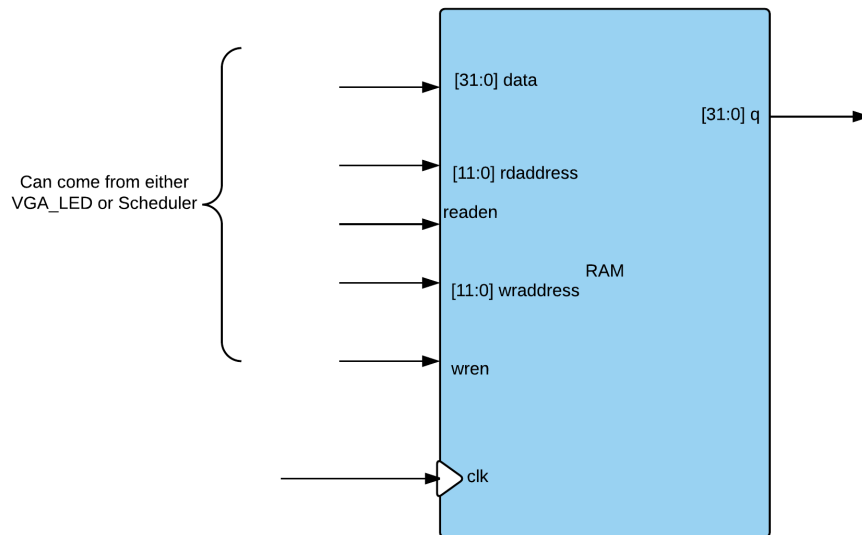 Can come from either
VGA_LED or Scheduler
[31:0] data
[31:0] q
[11:0] rdaddress
readen
RAM
[11:0] wraddress
wren
clk